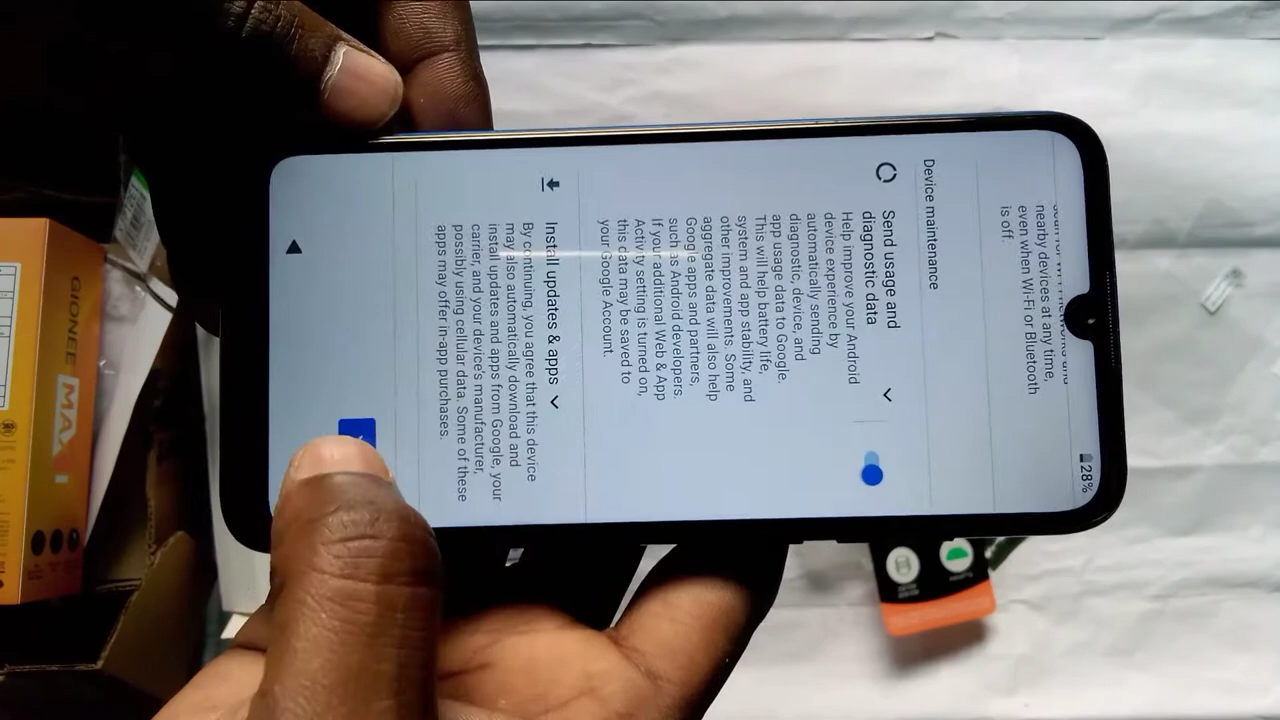 28%
nearby devices at any time,
even when Wi-Fi or Bluetooth
is off.
Device maintenance
Send usage and
diagnostic data
Help improve your Android
device experience by
automatically sending
diagnostic, device, and
app usage data to Google.
This will help battery life,
system and app stability, and
other improvements. Some
aggregate data will also help
Google apps and partners,
such as Android developers.
If your additional Web & App
Activity setting is turned on,
this data may be saved to
your Google Account.
Install updates & apps
By continuing, you agree that this device
may also automatically download and
install updates and apps from Google, your
carrier, and your device's manufacturer,
possibly using cellular data. Some of these
apps may offer in-app purchases.
GIONEE MAX